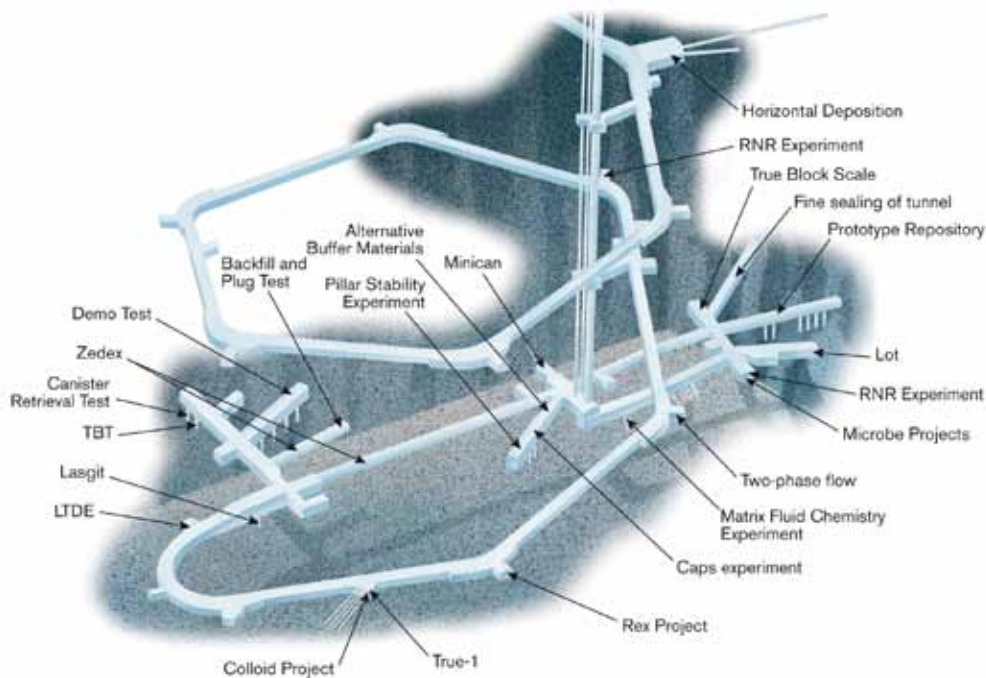 Horizontal Deposition
RNR Experiment
True Block Scale
Fine sealing of tunnel
Prototype Repository
Alternative
Buffer Materials
Minican
Backfill and
Plug Test
Pillar Stability
Experiment
Demo Test
Zedex
Canister
Retrieval Test
TBT
Lasgit
LTDE
Lot
RNR Experiment
Microbe Projects
Two-phase flow
Matrix Fluid Chemistry
Experiment
Caps experiment
Rex Project
True-1
Colloid Project